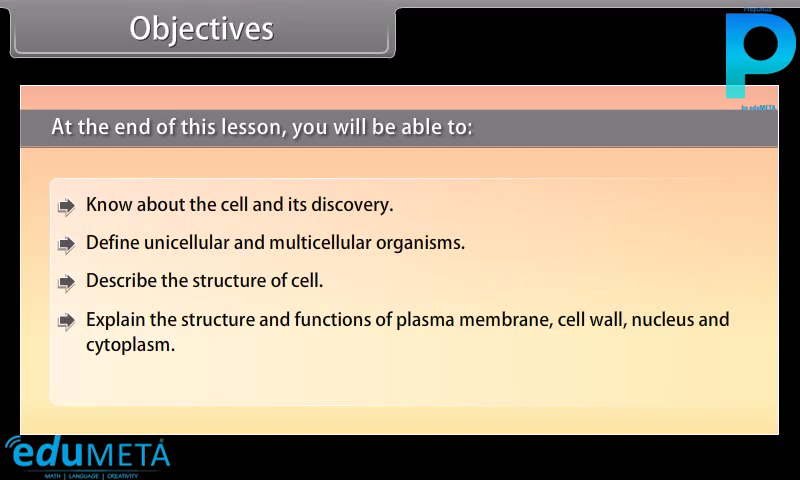 Objectives
P
by eduMETA
At the end of this lesson, you will be able to:
Know about the cell and its discovery.
Define unicellular and multicellular organisms.
Describe the structure of cell.
Explain the structure and functions of plasma membrane, cell wall, nucleus and
cytoplasm.
eduMETA
MATH | LANGUAGE | CREATIVITY